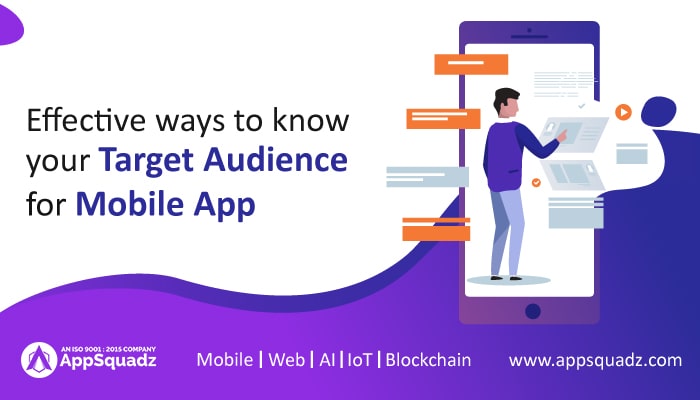 Effective ways to know
your Target Audience
for Mobile App
AN ISO 9001 : 2015 COMPANY
AppSquadz
Mobile | Web | AI | IoT | Blockchain
www.appsquadz.com